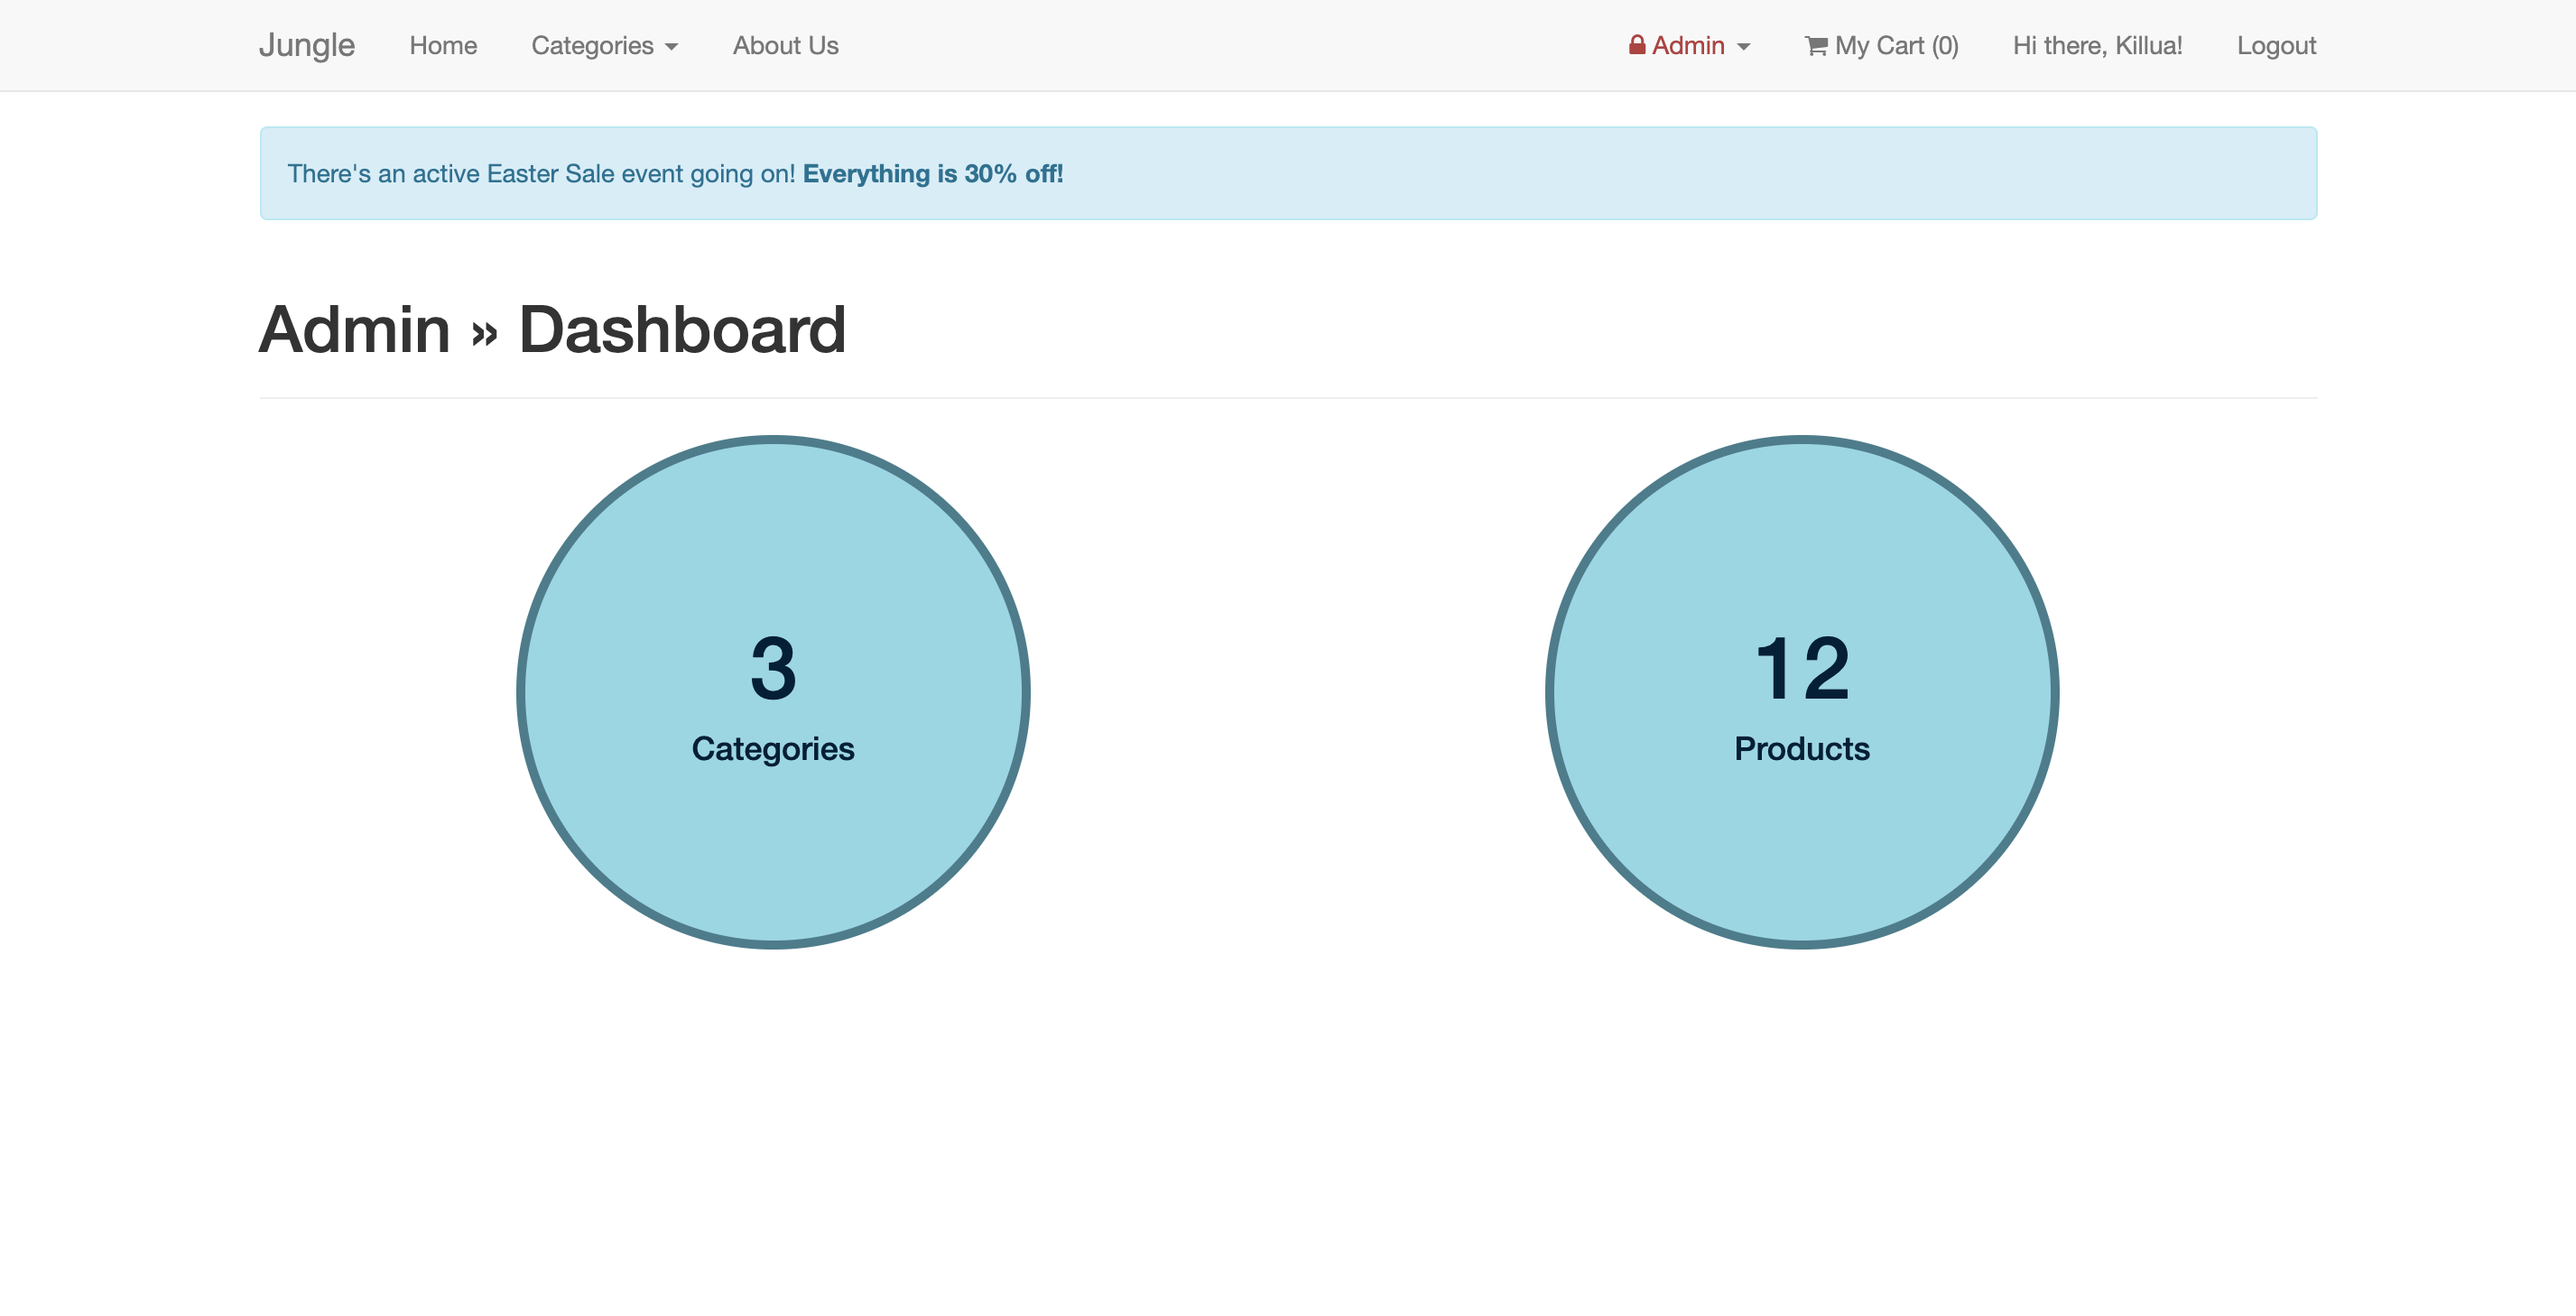 Jungle Home Categories About Us Admin My Cart (0) Hi there, Killua! Logout
There's an active Easter Sale event going on! Everything is 30% off!
Admin » Dashboard
3
Categories
12
Products